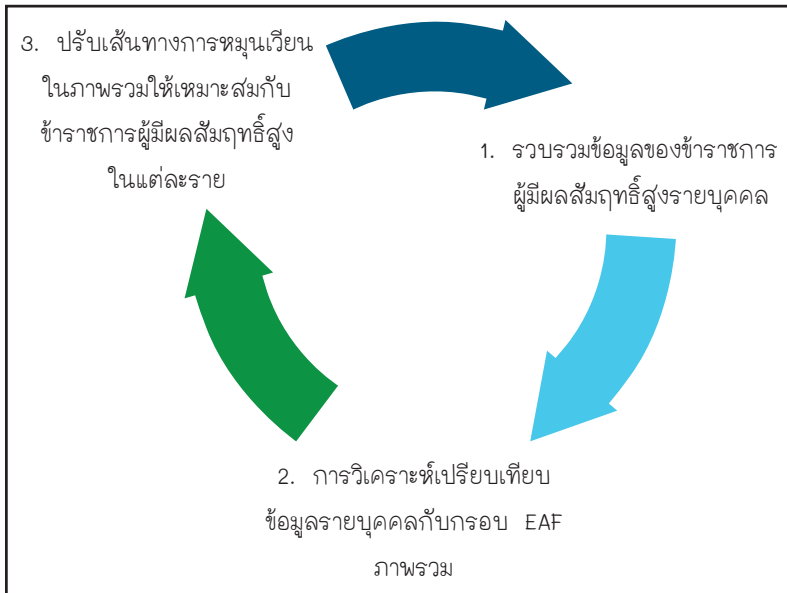 3. ปรับเส้นทางการหมุนเวียน
ในภาพรวมให้เหมาะสมกับ
ข้าราชการผู้มีผลสัมฤทธิ์สูง
ในแต่ละราย
1. รวบรวมข้อมูลของข้าราชการ
ผู้มีผลสัมฤทธิ์สูงรายบุคคล
2. การวิเคราะห์เปรียบเทียบ
ข้อมูลรายบุคคลกับกรอบ EAF
ภาพรวม